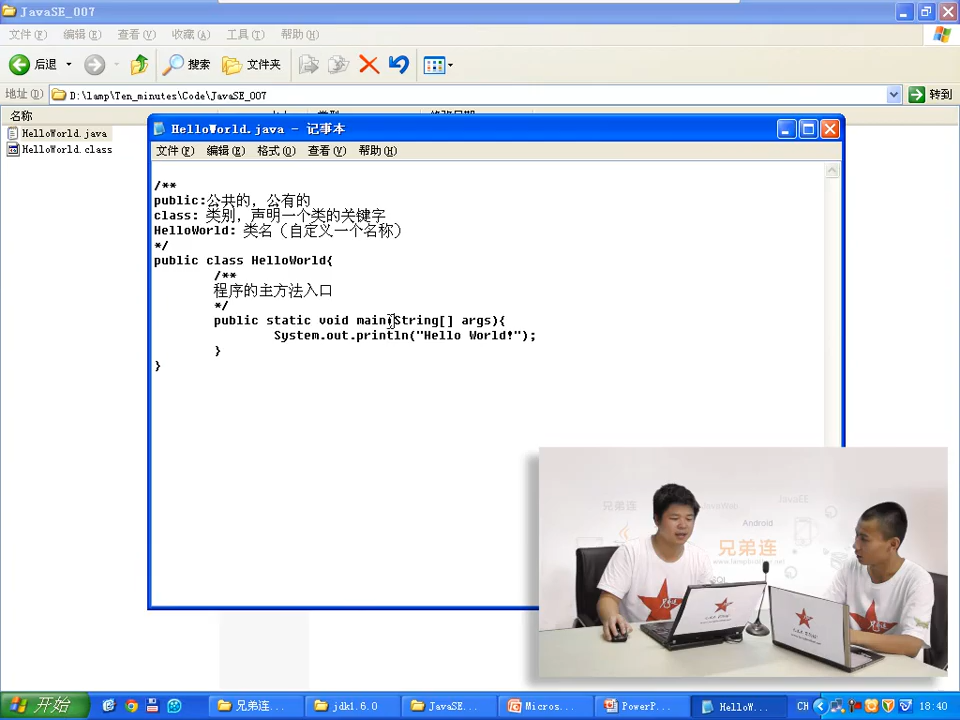 JavaSE_007
文件(F) 编辑(E) 查看(V) 收藏(A) 工具(T) 帮助(H)
后退 搜索 文件夹
地址(D) D:\lamp\Ten_minutes\Code\JavaSE_007 转到
名称
HelloWorld.java
HelloWorld.class
HelloWorld.java - 记事本
文件(F) 编辑(E) 格式(O) 查看(V) 帮助(H)
/**
public:公共的，公有的
class: 类别，声明一个类的关键字
HelloWorld: 类名（自定义一个名称）
*/
public class HelloWorld{
/**
程序的主方法入口
*/
public static void main(String[] args){
System.out.println("Hello World!");
}
}
兄弟连
JavaWeb
JavaEE
Android
兄弟连
开始 兄弟连... jdk1.6.0 JavaSE... Micros... PowerP... HelloW... CH 18:40